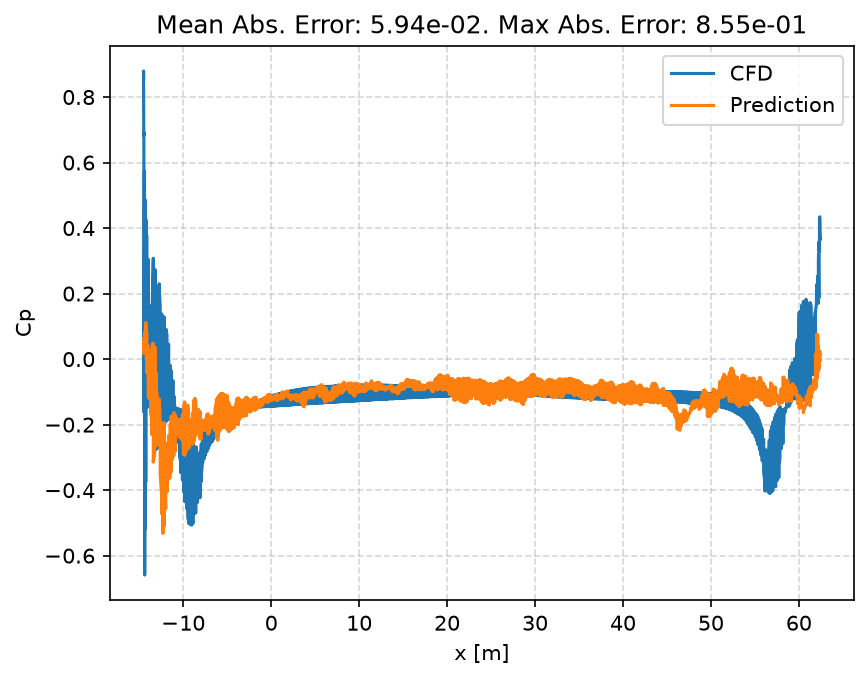 Mean Abs. Error: 5.94e-02. Max Abs. Error: 8.55e-01
CFD
Prediction
Cp
0.8
0.6
0.4
0.2
0.0
−0.2
−0.4
−0.6
−10 0 10 20 30 40 50 60
x [m]